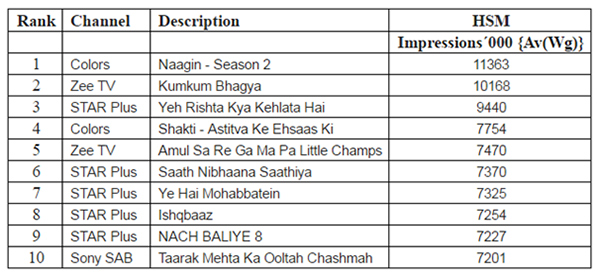 Rank Channel Description HSM
Impressions´000 {Av(Wg)}
1 Colors Naagin - Season 2 11363
2 Zee TV Kumkum Bhagya 10168
3 STAR Plus Yeh Rishta Kya Kehlata Hai 9440
4 Colors Shakti - Astitva Ke Ehsaas Ki 7754
5 Zee TV Amul Sa Re Ga Ma Pa Little Champs 7470
6 STAR Plus Saath Nibhaana Saathiya 7370
7 STAR Plus Ye Hai Mohabbatein 7325
8 STAR Plus Ishqbaaz 7254
9 STAR Plus NACH BALIYE 8 7227
10 Sony SAB Taarak Mehta Ka Ooltah Chashmah 7201